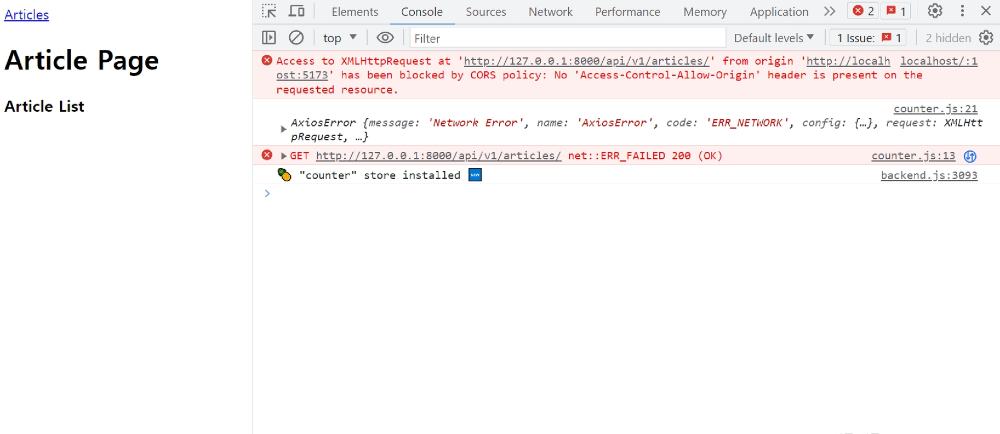 Articles
Article Page
Article List
Elements Console Sources Network Performance Memory Application 2 1
top Filter Default levels 1 Issue: 1 2 hidden
Access to XMLHttpRequest at 'http://127.0.0.1:8000/api/v1/articles/' from origin 'http://localh localhost/:1
ost:5173' has been blocked by CORS policy: No 'Access-Control-Allow-Origin' header is present on the
requested resource.
counter.js:21
AxiosError {message: 'Network Error', name: 'AxiosError', code: 'ERR_NETWORK', config: {…}, request: XMLHtt
pRequest, …}
GET http://127.0.0.1:8000/api/v1/articles/ net::ERR_FAILED 200 (OK) counter.js:13
"counter" store installed backend.js:3093